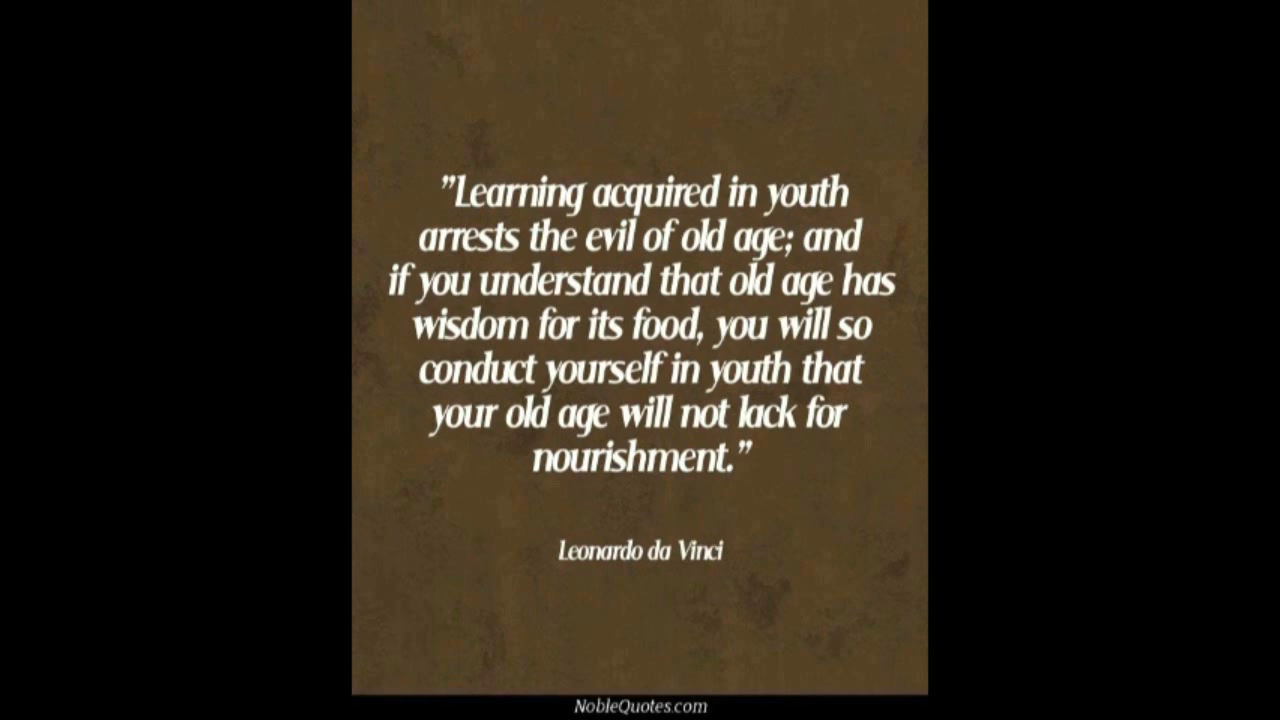 "Learning acquired in youth
arrests the evil of old age; and
if you understand that old age has
wisdom for its food, you will so
conduct yourself in youth that
your old age will not lack for
nourishment."
Leonardo da Vinci
NobleQuotes.com